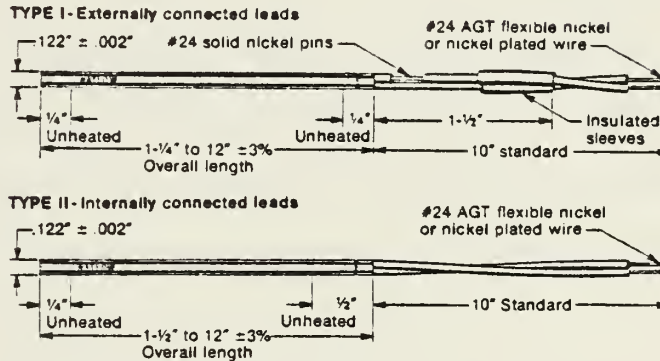 TYPE I - Externally connected leads
.122" ± .002"
#24 solid nickel pins
#24 AGT flexible nickel
or nickel plated wire
¼"
Unheated
¼"
Unheated
1-½"
Insulated
sleeves
1-¼" to 12" ±3%
Overall length
10" standard
TYPE II - Internally connected leads
.122" ± .002"
#24 AGT flexible nickel
or nickel plated wire
¼"
Unheated
½"
Unheated
10" Standard
1-½" to 12" ±3%
Overall length